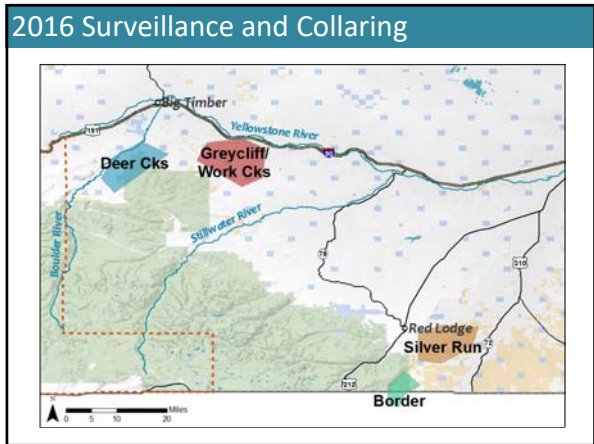 2016 Surveillance and Collaring
Big Timber
191
Yellowstone River
Deer Cks
Greycliff/
Work Cks
90
Boulder River
Stillwater River
78
310
Red Lodge
Silver Run
72
212
Border
N
Miles
0 5 10 20